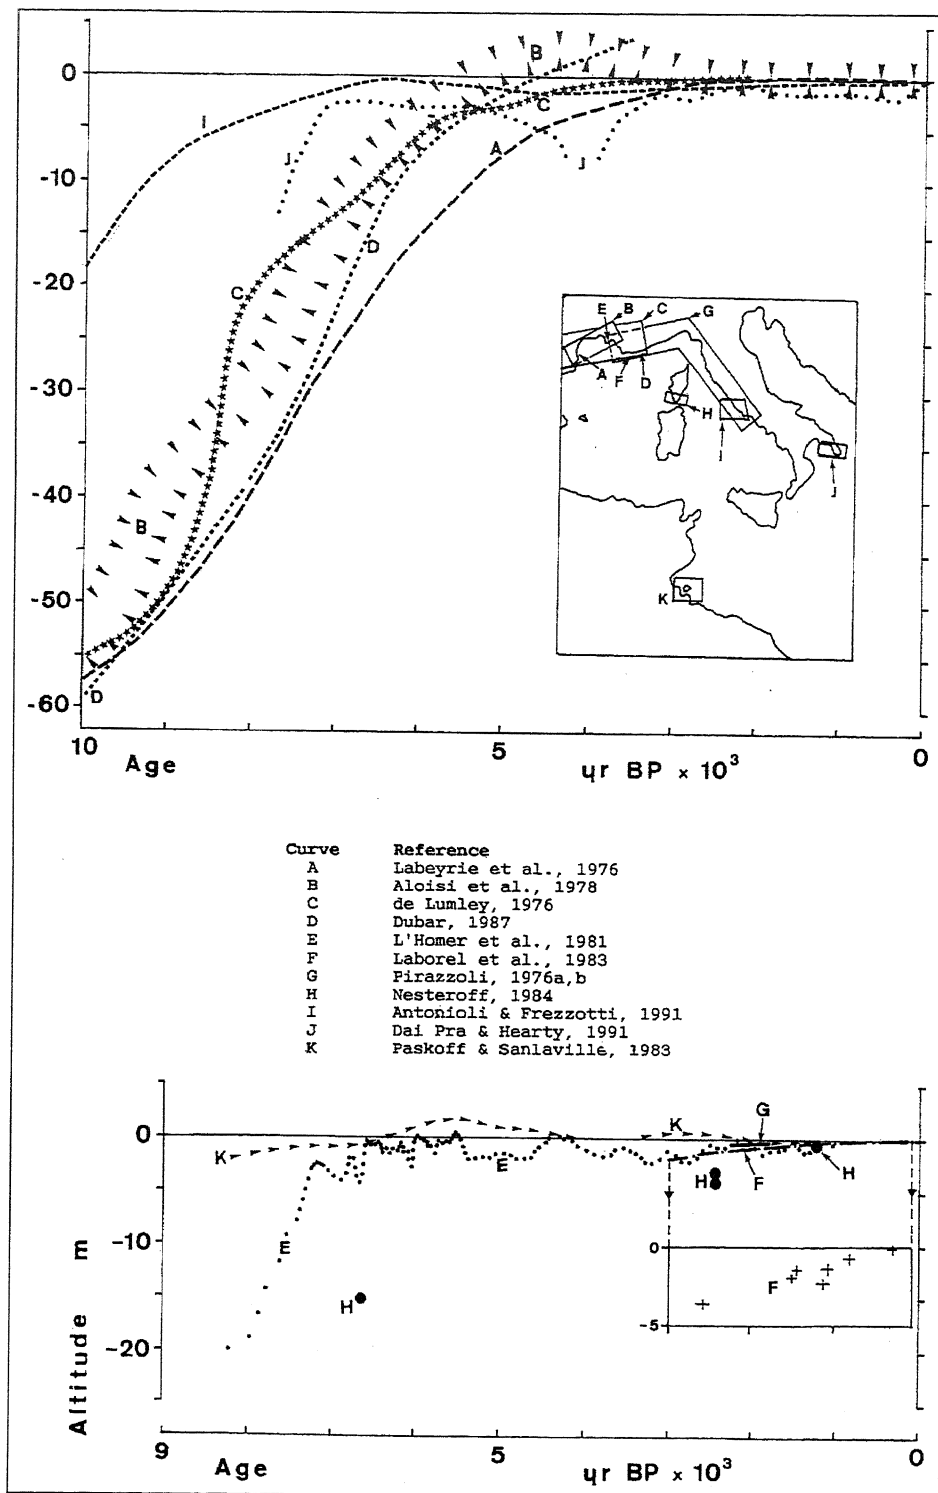 0
-10
-20
-30
-40
-50
-60
B
I
J
C
A
J
D
C
B
D
E B C G
A F D
H
I
J
K
10 5 0
Age yr BP × 10³
Curve Reference
A Labeyrie et al., 1976
B Aloisi et al., 1978
C de Lumley, 1976
D Dubar, 1987
E L'Homer et al., 1981
F Laborel et al., 1983
G Pirazzoli, 1976a,b
H Nesteroff, 1984
I Antonioli & Frezzotti, 1991
J Dai Pra & Hearty, 1991
K Paskoff & Sanlaville, 1983
Altitude m
0
-10
-20
K
K
G
E
H
F
H
E
H
0
F
-5
9 5 0
Age yr BP × 10³